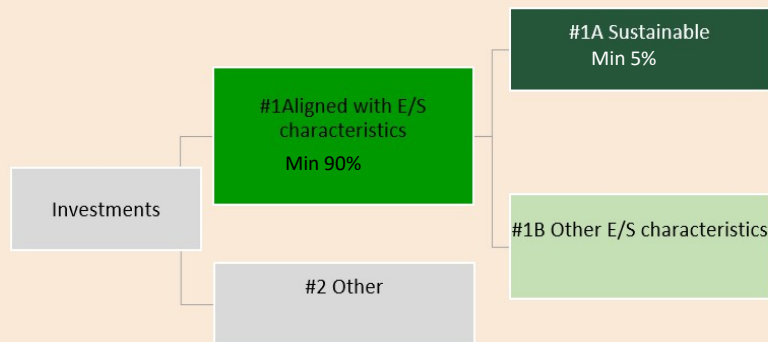 Investments
#1Aligned with E/S
characteristics
Min 90%
#2 Other
#1A Sustainable
Min 5%
#1B Other E/S characteristics